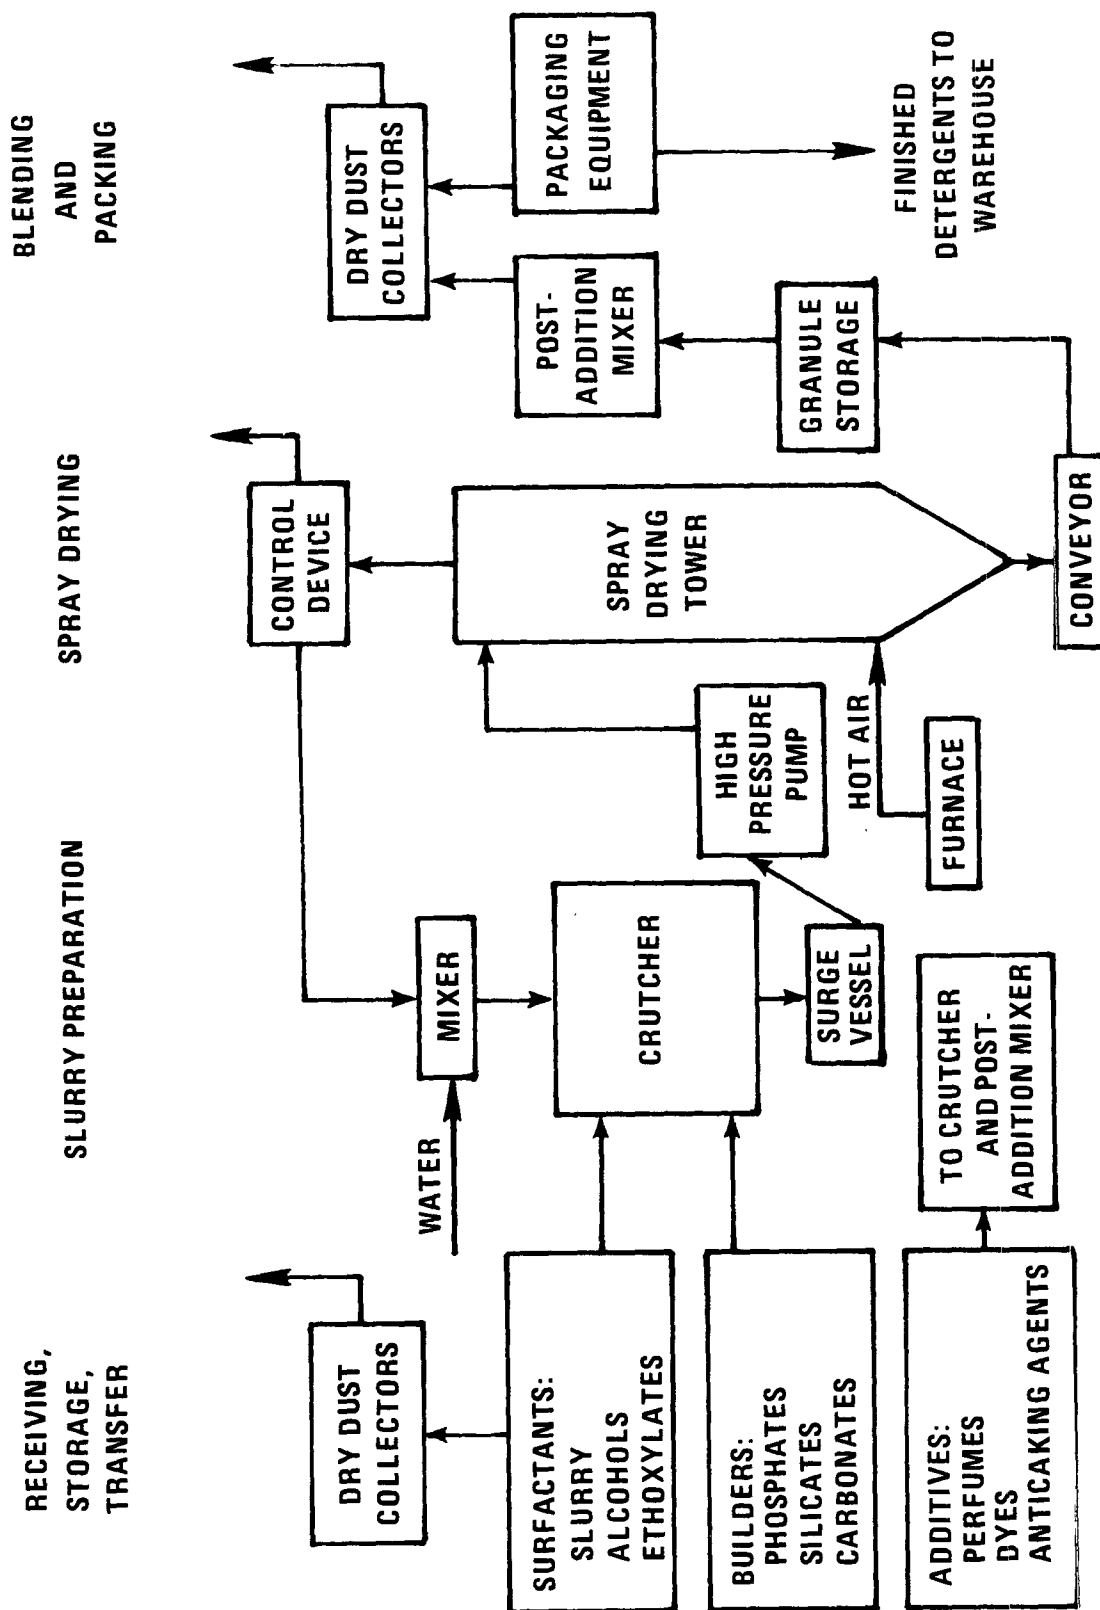 RECEIVING,
STORAGE,
TRANSFER
SLURRY PREPARATION
SPRAY DRYING
BLENDING
AND
PACKING
DRY DUST
COLLECTORS
SURFACTANTS:
SLURRY
ALCOHOLS
ETHOXYLATES
BUILDERS:
PHOSPHATES
SILICATES
CARBONATES
ADDITIVES:
PERFUMES
DYES
ANTICAKING AGENTS
WATER
MIXER
CRUTCHER
SURGE
VESSEL
TO CRUTCHER
AND POST-
ADDITION MIXER
CONTROL
DEVICE
HIGH
PRESSURE
PUMP
HOT AIR
FURNACE
SPRAY
DRYING
TOWER
CONVEYOR
DRY DUST
COLLECTORS
POST-
ADDITION
MIXER
GRANULE
STORAGE
PACKAGING
EQUIPMENT
FINISHED
DETERGENTS TO
WAREHOUSE